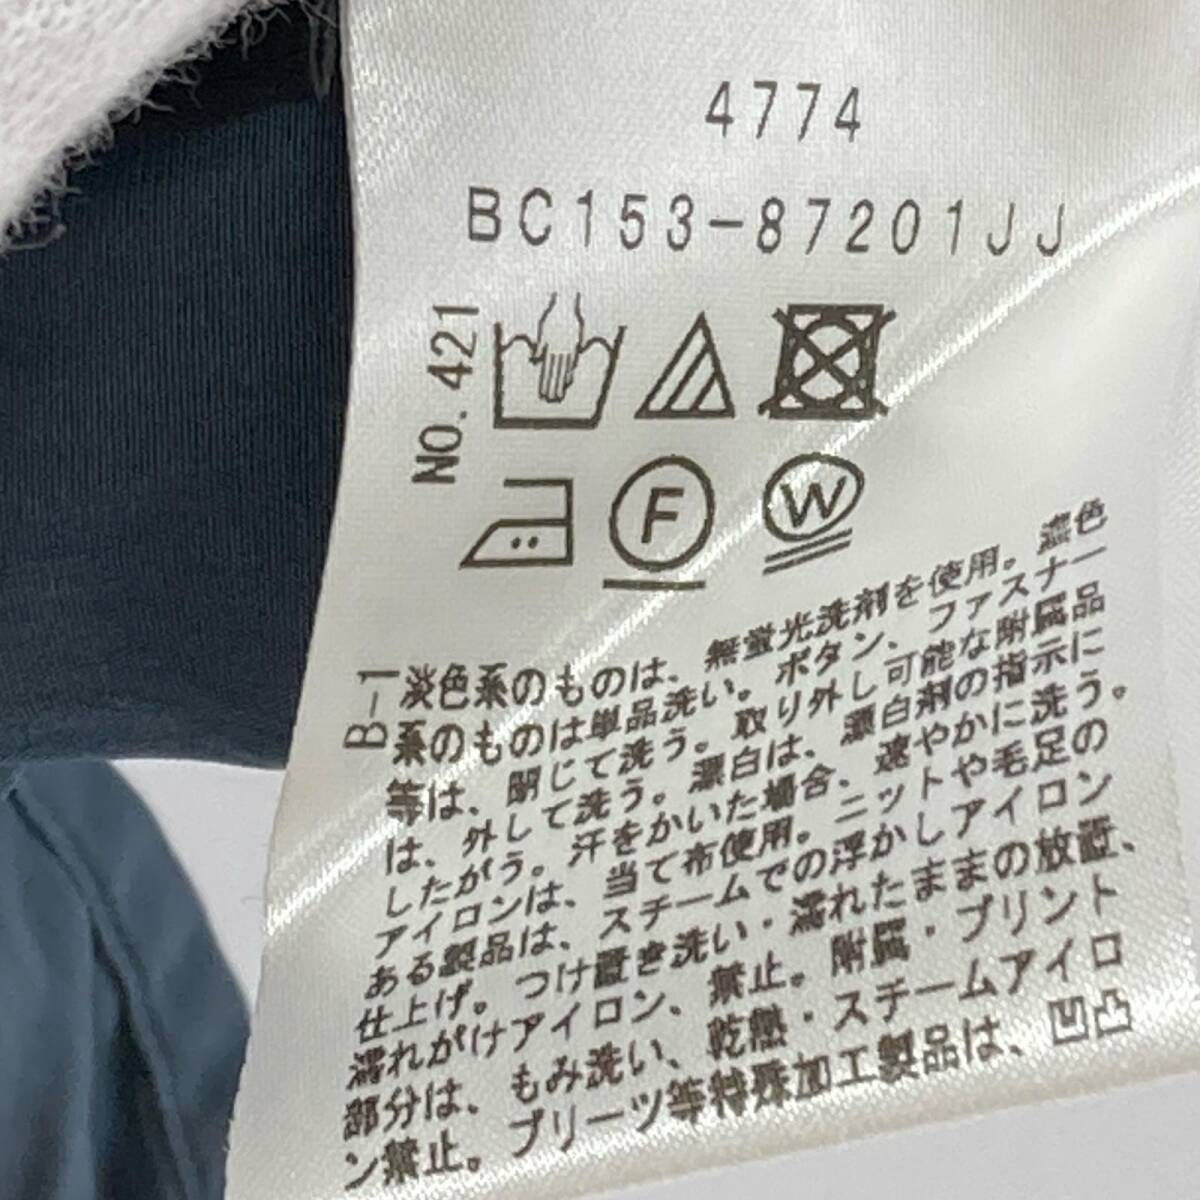 4774
BC153-87201JJ
NO.421
F
W
B-1
淡色系のものは、無蛍光洗剤を使用。濃色
系のものは単品洗い。ボタン、ファスナー
等は、閉じて洗う。取り外し可能な附属品
は、外して洗う。漂白は、漂白剤の指示に
したがう。汗をかいた場合、速やかに洗う。
アイロンは、当て布使用。ニットや毛足の
ある製品は、スチームでの浮かしアイロン
仕上げ。つけ置き洗い・濡れたままの放置、
濡れがけアイロン、禁止。附属・プリント
部分は、もみ洗い、乾熱・スチームアイロ
ン禁止。プリーツ等特殊加工製品は、凹凸